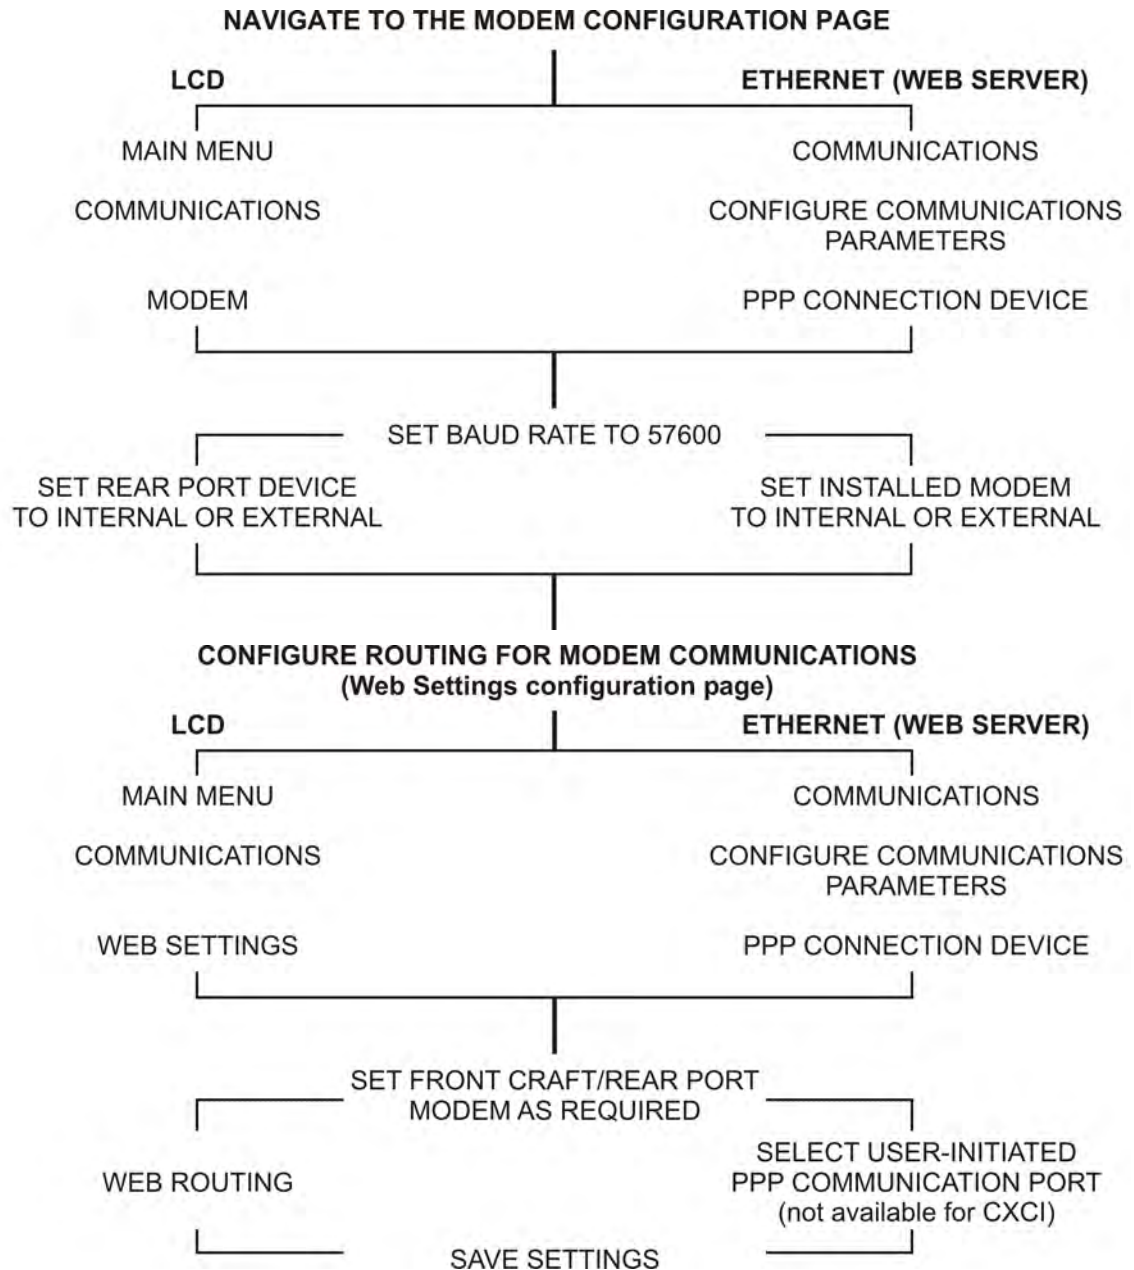 NAVIGATE TO THE MODEM CONFIGURATION PAGE
LCD
ETHERNET (WEB SERVER)
MAIN MENU
COMMUNICATIONS
COMMUNICATIONS
CONFIGURE COMMUNICATIONS
PARAMETERS
MODEM
PPP CONNECTION DEVICE
SET BAUD RATE TO 57600
SET REAR PORT DEVICE
TO INTERNAL OR EXTERNAL
SET INSTALLED MODEM
TO INTERNAL OR EXTERNAL
CONFIGURE ROUTING FOR MODEM COMMUNICATIONS
(Web Settings configuration page)
LCD
ETHERNET (WEB SERVER)
MAIN MENU
COMMUNICATIONS
COMMUNICATIONS
CONFIGURE COMMUNICATIONS
PARAMETERS
WEB SETTINGS
PPP CONNECTION DEVICE
SET FRONT CRAFT/REAR PORT
MODEM AS REQUIRED
WEB ROUTING
SELECT USER-INITIATED
PPP COMMUNICATION PORT
(not available for CXCI)
SAVE SETTINGS